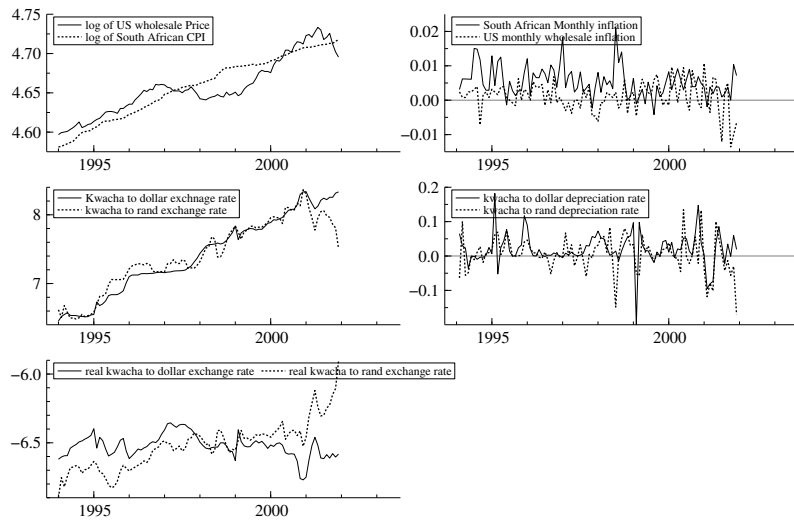 4.75
log of US wholesale Price
log of South African CPI
4.70
4.65
4.60
1995 2000
0.02
South African Monthly inflation
US monthly wholesale inflation
0.01
0.00
−0.01
1995 2000
Kwacha to dollar exchnage rate
kwacha to rand exchange rate
8
7
1995 2000
0.2
kwacha to dollar depreciation rate
kwacha to rand depreciation rate
0.1
0.0
−0.1
1995 2000
−6.0
real kwacha to dollar exchange rate real kwacha to rand exchange rate
−6.5
1995 2000